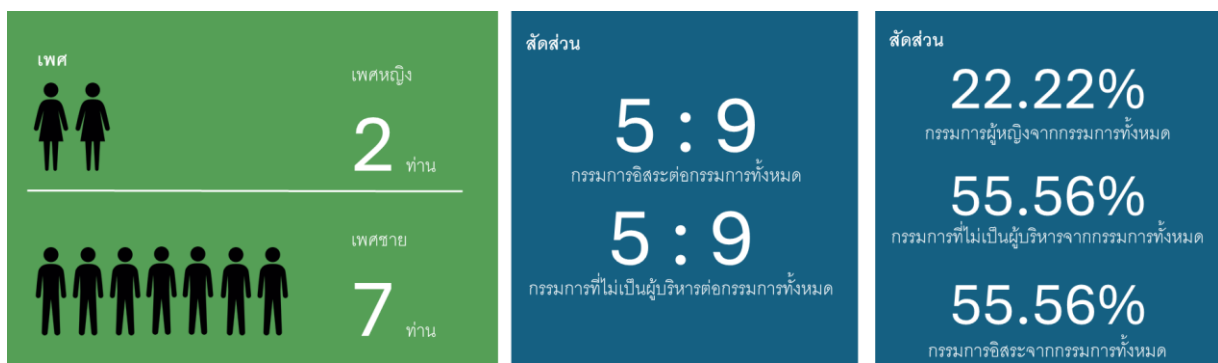 เพศ
เพศหญิง
2 ท่าน
เพศชาย
7 ท่าน
สัดส่วน
5 : 9
กรรมการอิสระต่อกรรมการทั้งหมด
5 : 9
กรรมการที่ไม่เป็นผู้บริหารต่อกรรมการทั้งหมด
สัดส่วน
22.22%
กรรมการผู้หญิงจากกรรมการทั้งหมด
55.56%
กรรมการที่ไม่เป็นผู้บริหารจากกรรมการทั้งหมด
55.56%
กรรมการอิสระจากกรรมการทั้งหมด